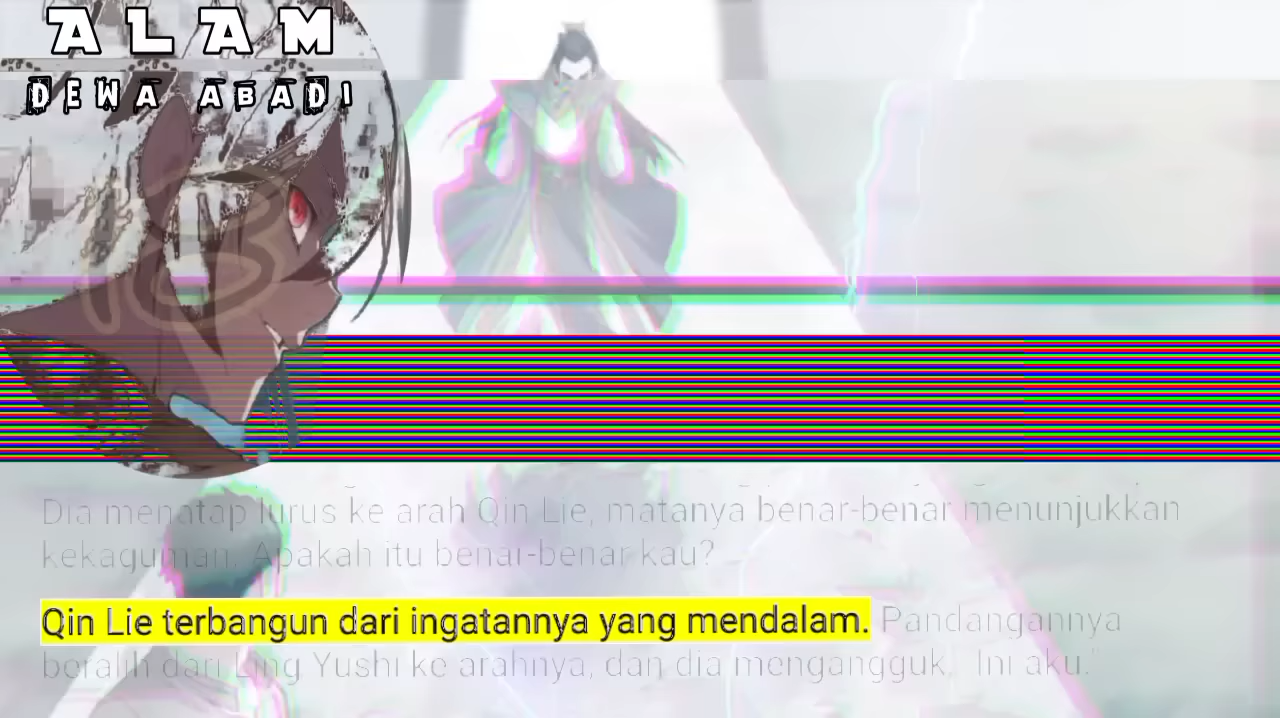 ALAM
DEWA ABADI
Dia menatap lurus ke arah Qin Lie, matanya benar-benar menunjukkan
kekaguman. Apakah itu benar-benar kau?
Qin Lie terbangun dari ingatannya yang mendalam. Pandangannya
beralih dari Ling Yushi ke arahnya, dan dia mengangguk, "Ini aku."